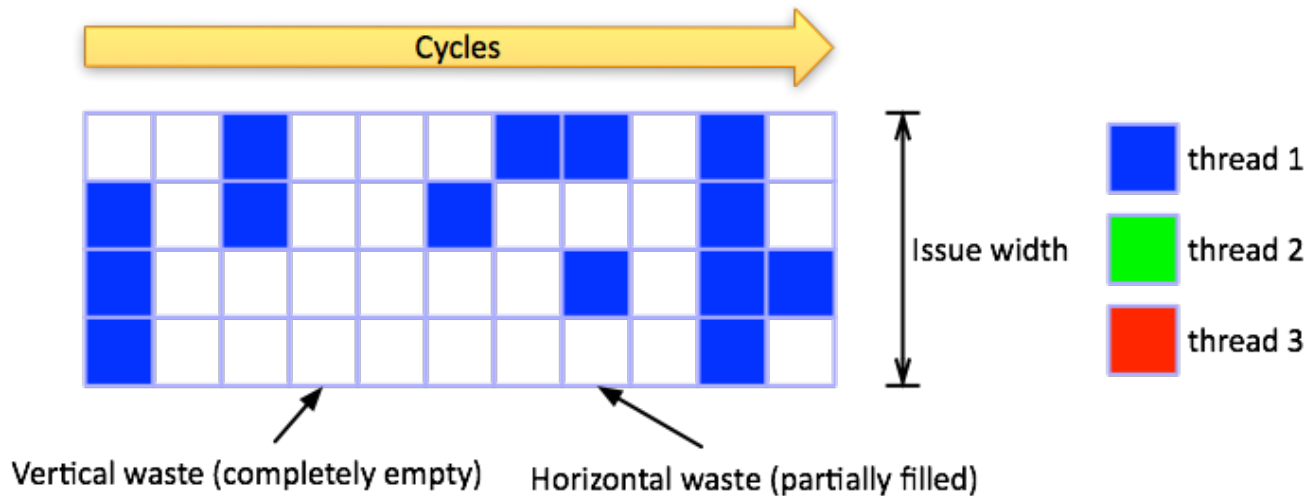 Cycles
thread 1
Issue width
thread 2
thread 3
Vertical waste (completely empty)
Horizontal waste (partially filled)